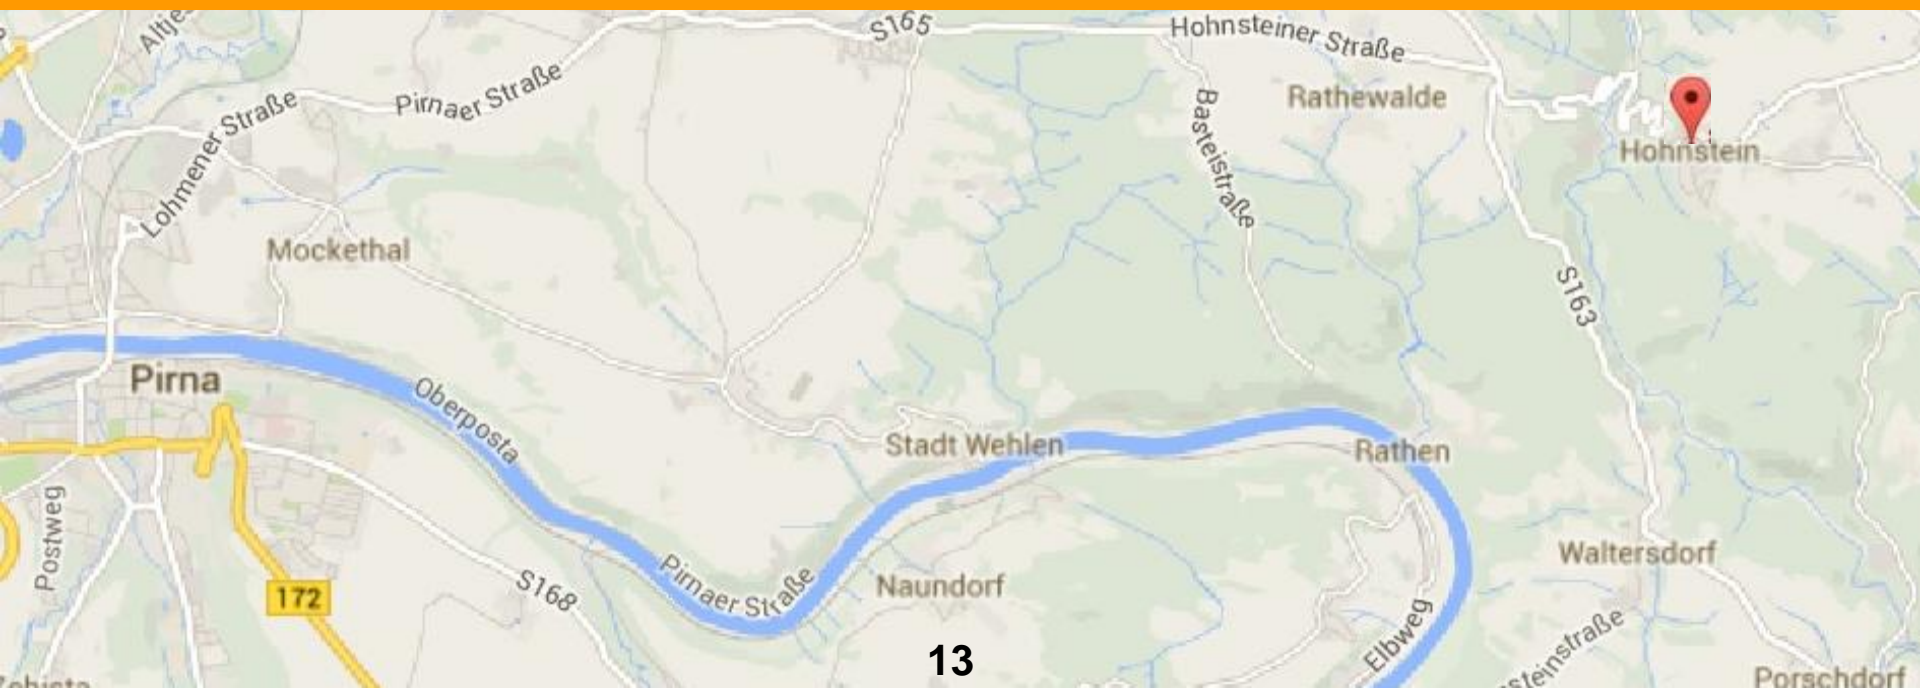 S165
Hohnsteiner Straße
Pirnaer Straße
Lohmener Straße
Basteistraße
Rathewalde
Hohnstein
Mockethal
S163
Pirna
Oberposta
Stadt Wehlen
Rathen
Postweg
172
S168
Pirnaer Straße
Naundorf
Waltersdorf
Elbweg
13
Porschdorf